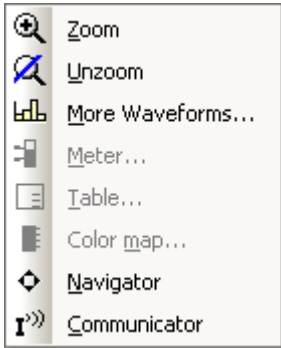 Zoom
Unzoom
More Waveforms...
Meter...
Table...
Color map...
Navigator
Communicator